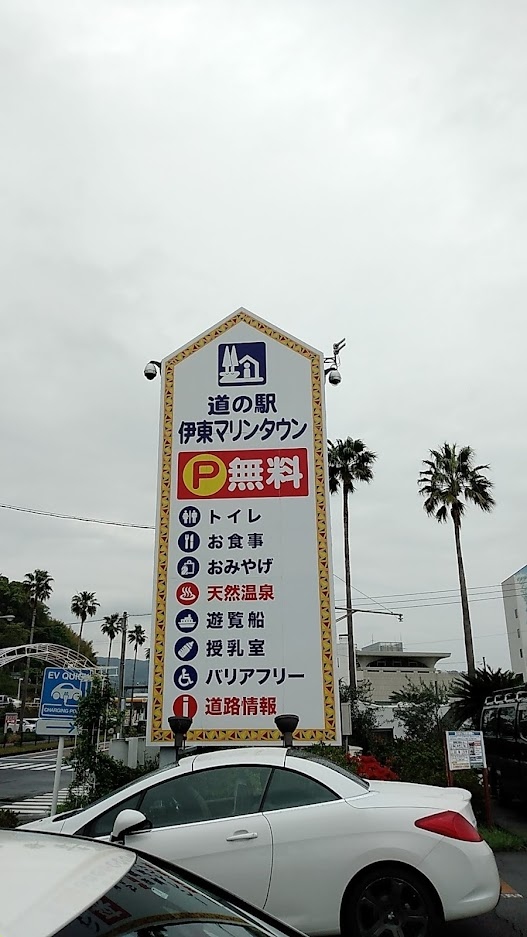 道の駅
伊東マリンタウン
P無料
トイレ
お食事
おみやげ
天然温泉
遊覧船
授乳室
バリアフリー
i 道路情報
EV QUICK
CHARGING POINT